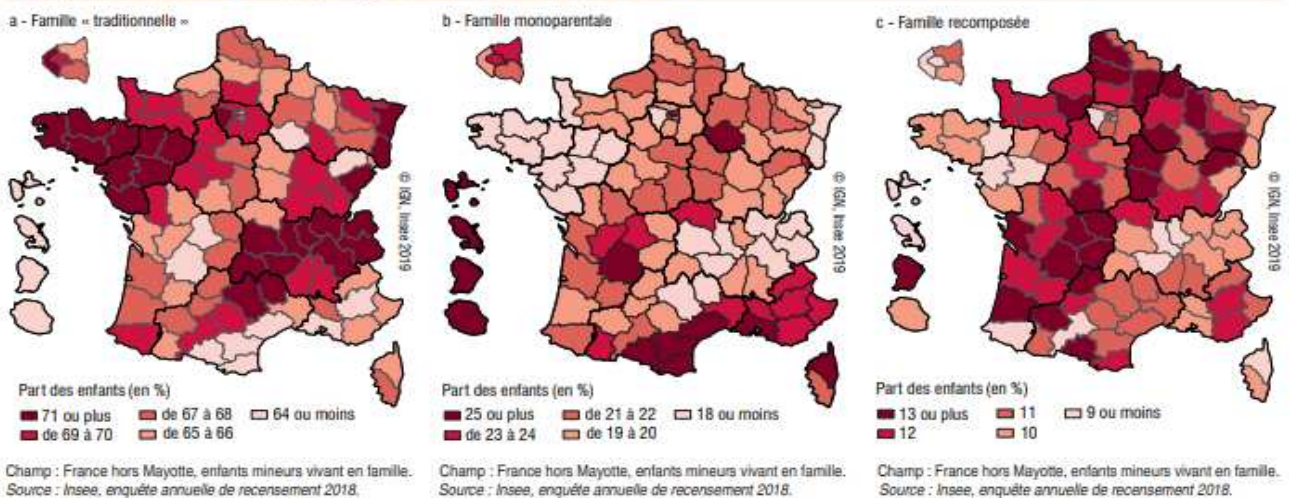 a - Famille « traditionnelle »
© IGN, Insee 2019
Part des enfants (en %)
71 ou plus de 67 à 68 64 ou moins
de 69 à 70 de 65 à 66
Champ : France hors Mayotte, enfants mineurs vivant en famille.
Source : Insee, enquête annuelle de recensement 2018.
b - Famille monoparentale
© IGN, Insee 2019
Part des enfants (en %)
25 ou plus de 21 à 22 18 ou moins
de 23 à 24 de 19 à 20
Champ : France hors Mayotte, enfants mineurs vivant en famille.
Source : Insee, enquête annuelle de recensement 2018.
c - Famille recomposée
© IGN, Insee 2019
Part des enfants (en %)
13 ou plus 11 9 ou moins
12 10
Champ : France hors Mayotte, enfants mineurs vivant en famille.
Source : Insee, enquête annuelle de recensement 2018.